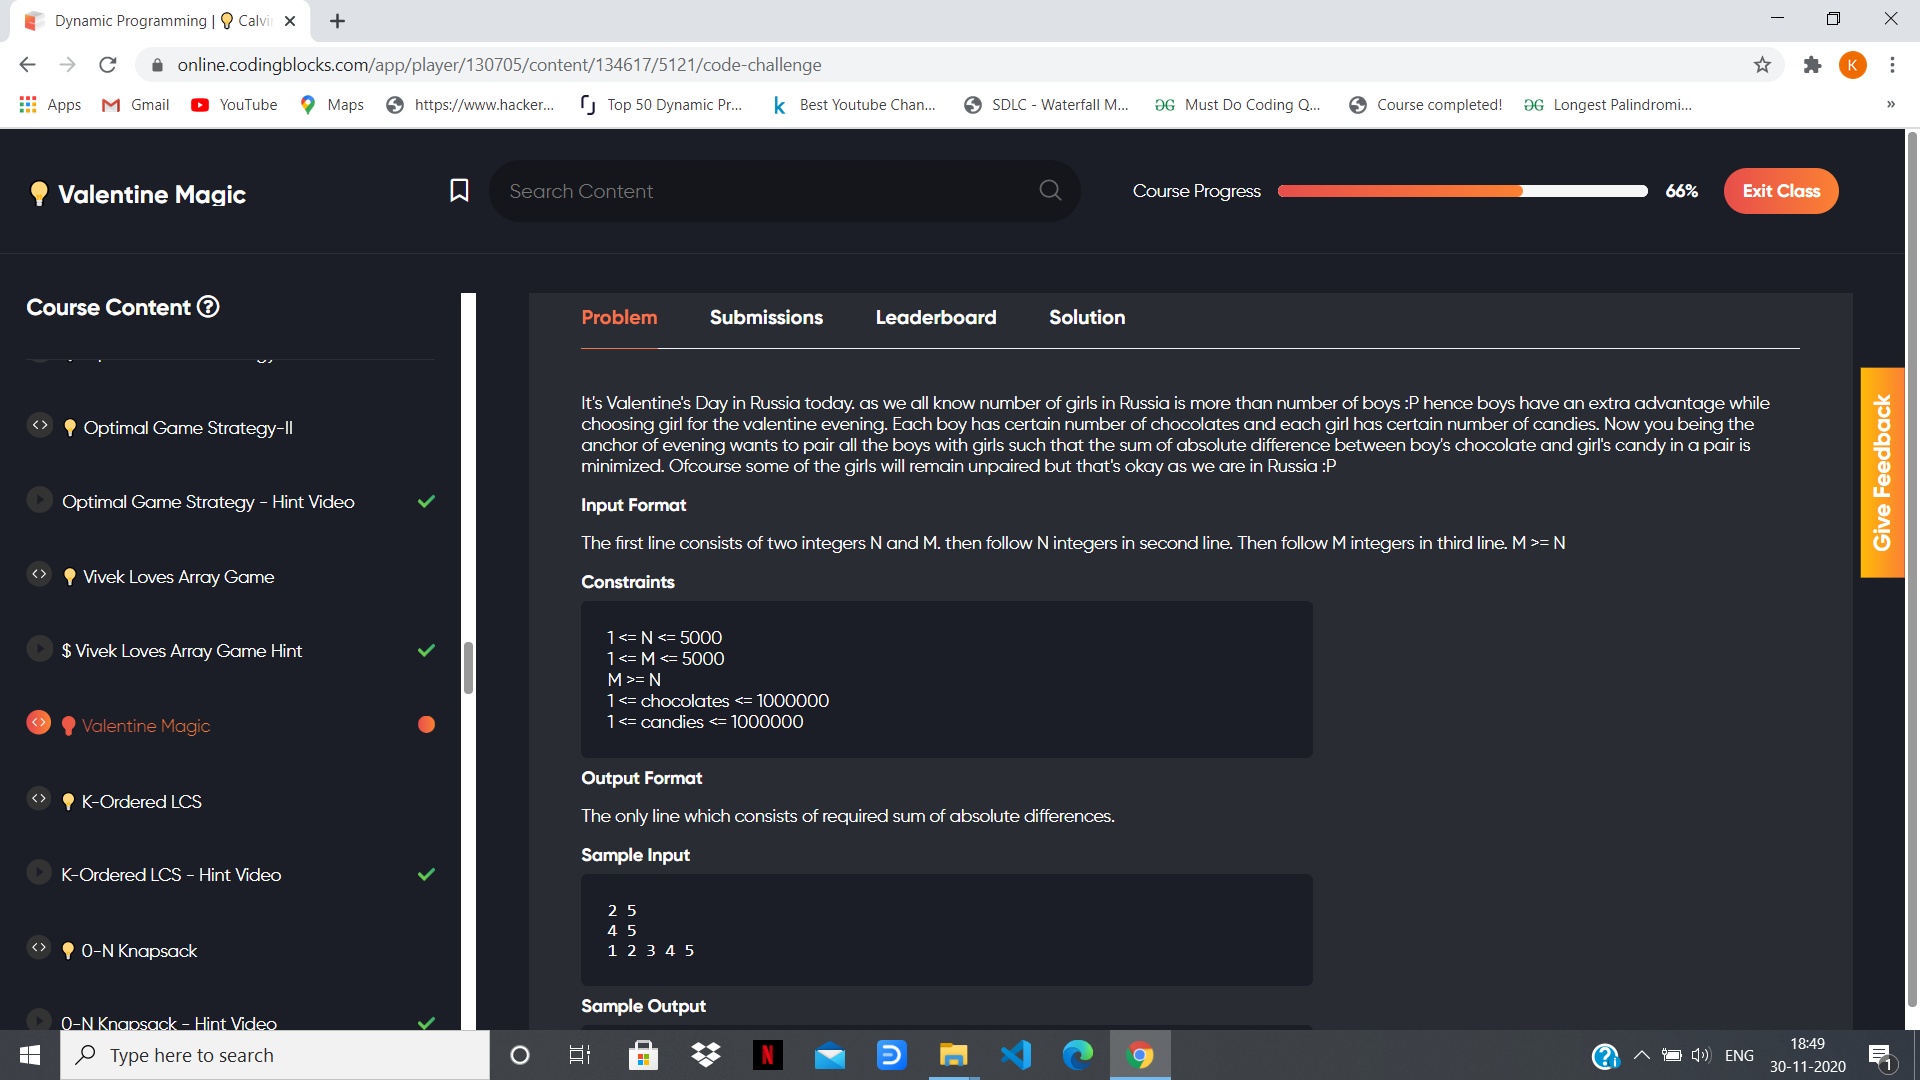 Dynamic Programming | 💡 Calvi
online.codingblocks.com/app/player/130705/content/134617/5121/code-challenge
K
Apps Gmail YouTube Maps https://www.hacker... Top 50 Dynamic Pr... Best Youtube Chan... SDLC - Waterfall M... Must Do Coding Q... Course completed! Longest Palindromi... »
💡 Valentine Magic
Search Content
Course Progress 66%
Exit Class
Course Content
💡 Optimal Game Strategy-II
Optimal Game Strategy - Hint Video
💡 Vivek Loves Array Game
$ Vivek Loves Array Game Hint
💡 Valentine Magic
💡 K-Ordered LCS
K-Ordered LCS - Hint Video
💡 0-N Knapsack
0-N Knapsack - Hint Video
Problem Submissions Leaderboard Solution
It's Valentine's Day in Russia today. as we all know number of girls in Russia is more than number of boys :P hence boys have an extra advantage while
choosing girl for the valentine evening. Each boy has certain number of chocolates and each girl has certain number of candies. Now you being the
anchor of evening wants to pair all the boys with girls such that the sum of absolute difference between boy's chocolate and girl's candy in a pair is
minimized. Ofcourse some of the girls will remain unpaired but that's okay as we are in Russia :P
Input Format
The first line consists of two integers N and M. then follow N integers in second line. Then follow M integers in third line. M >= N
Constraints
1 <= N <= 5000
1 <= M <= 5000
M >= N
1 <= chocolates <= 1000000
1 <= candies <= 1000000
Output Format
The only line which consists of required sum of absolute differences.
Sample Input
2 5
4 5
1 2 3 4 5
Sample Output
Give Feedback
Type here to search
ENG
18:49
30-11-2020
1